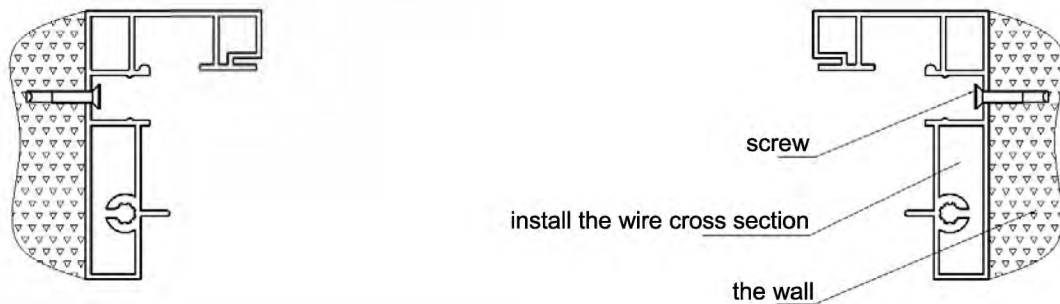 screw
install the wire cross section
the wall